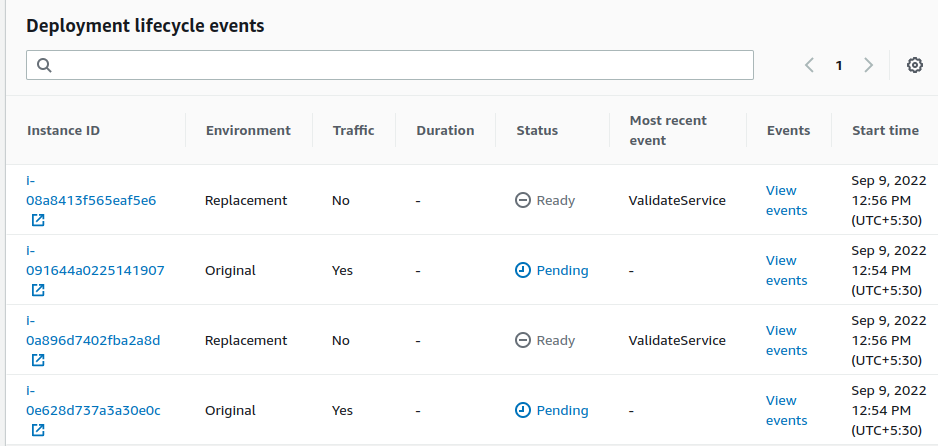 Deployment lifecycle events
1
Instance ID Environment Traffic Duration Status Most recent event Events Start time
i-08a8413f565eaf5e6 Replacement No - Ready ValidateService View events Sep 9, 2022 12:56 PM (UTC+5:30)
i-091644a0225141907 Original Yes - Pending - View events Sep 9, 2022 12:54 PM (UTC+5:30)
i-0a896d7402fba2a8d Replacement No - Ready ValidateService View events Sep 9, 2022 12:56 PM (UTC+5:30)
i-0e628d737a3a30e0c Original Yes - Pending - View events Sep 9, 2022 12:54 PM (UTC+5:30)